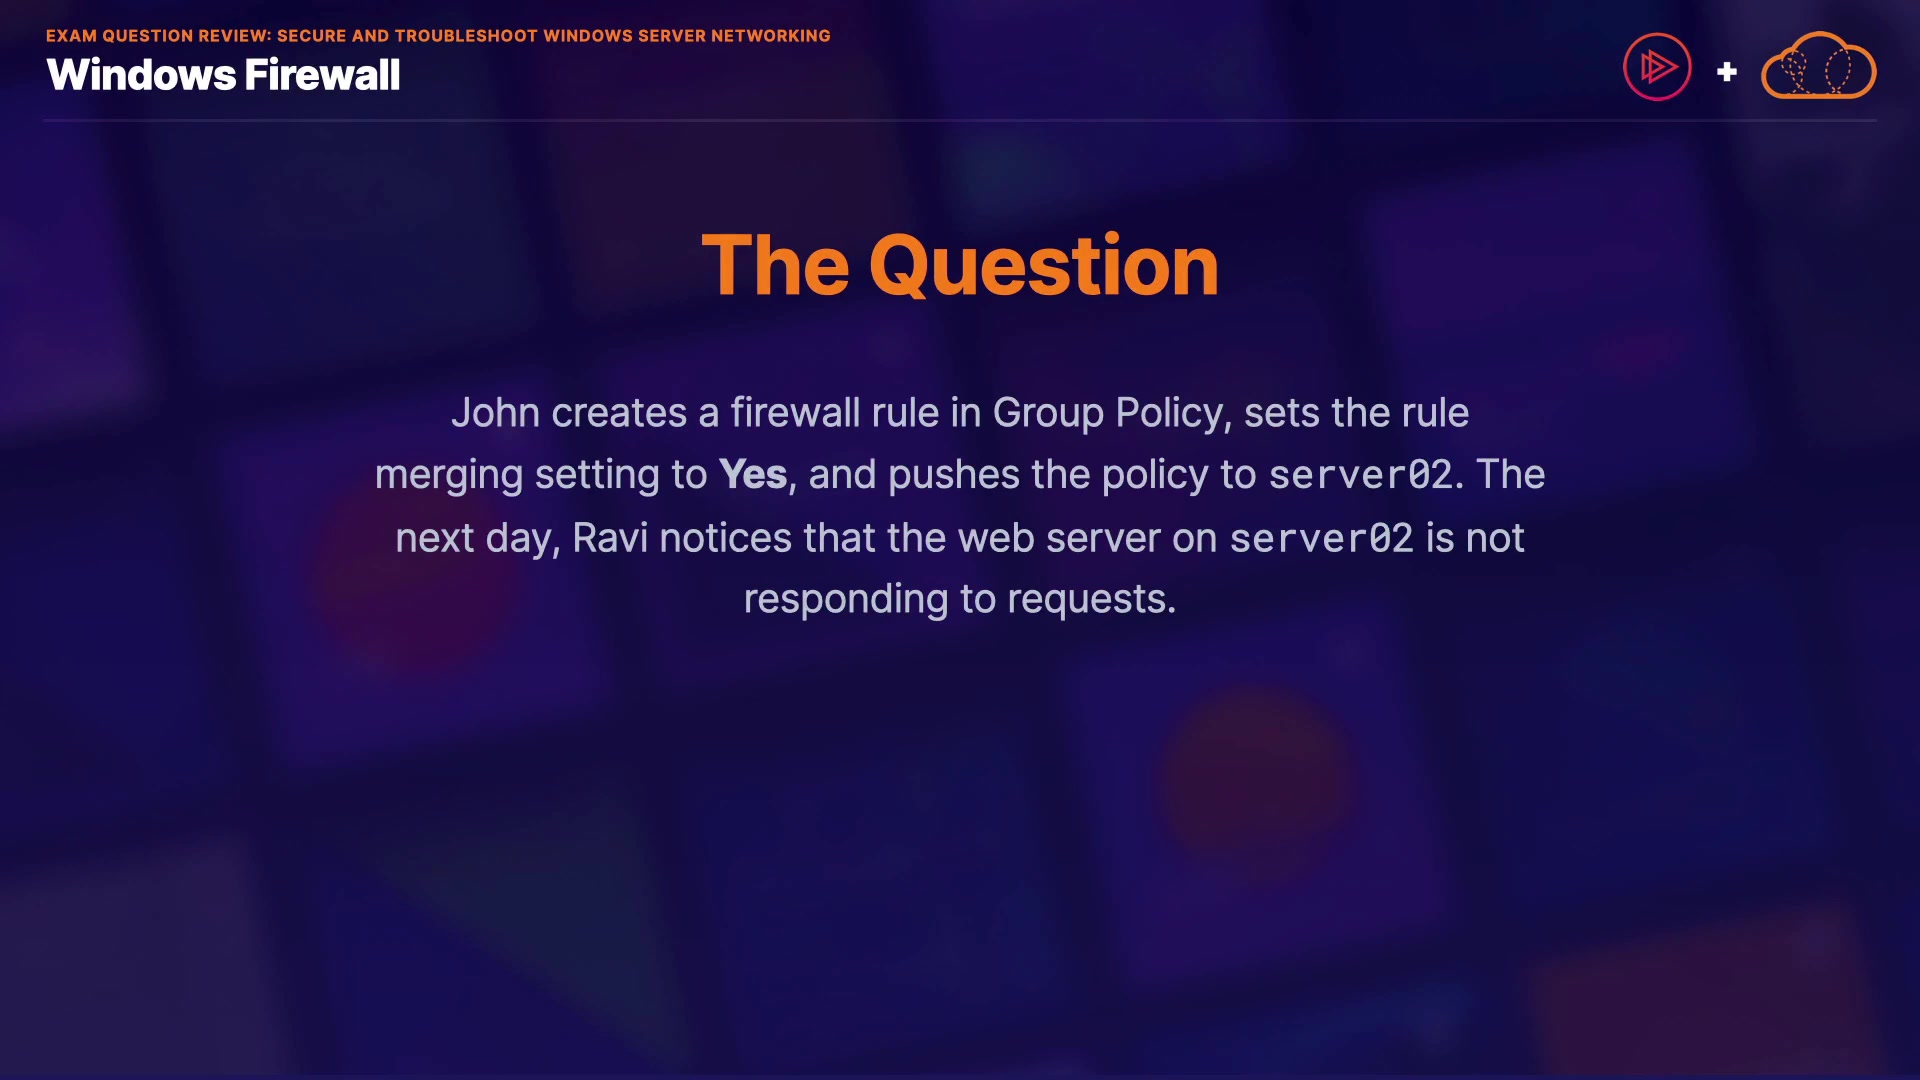 EXAM QUESTION REVIEW: SECURE AND TROUBLESHOOT WINDOWS SERVER NETWORKING
Windows Firewall
+
The Question
John creates a firewall rule in Group Policy, sets the rule
merging setting to Yes, and pushes the policy to server02. The
next day, Ravi notices that the web server on server02 is not
responding to requests.